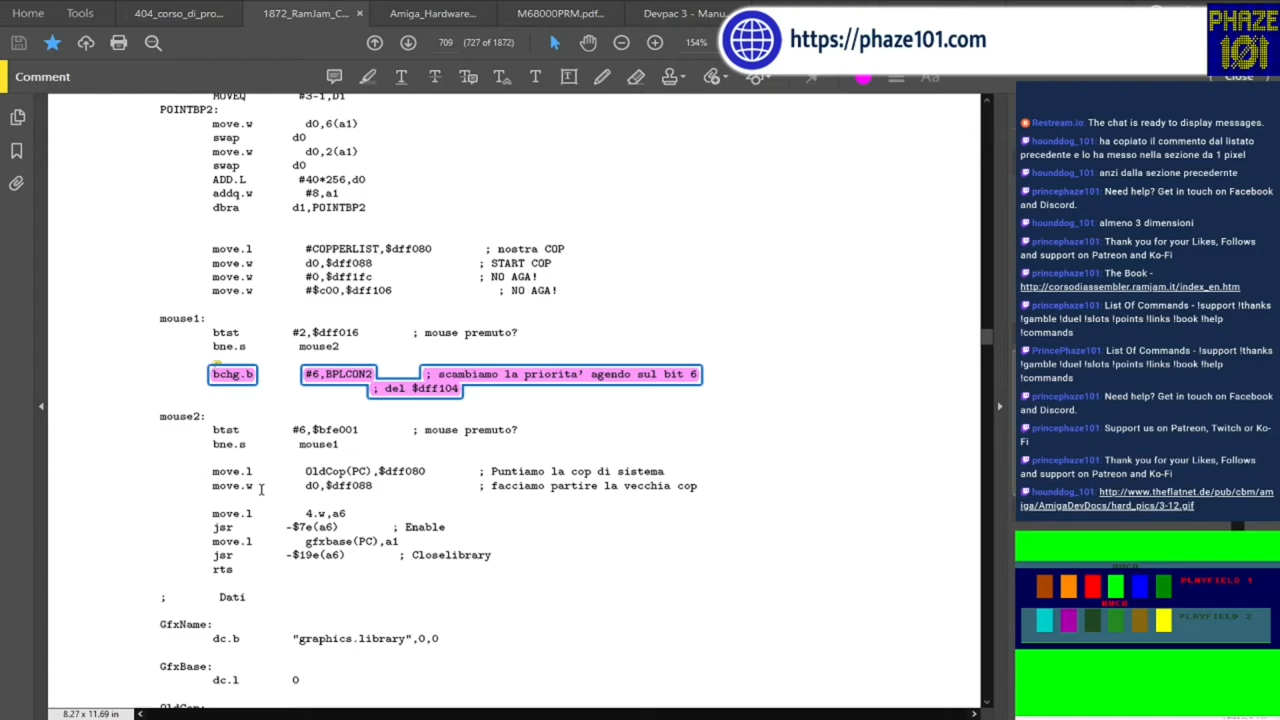 Home Tools 404_corso_di_pro... 1872_RamJam_C... × Amiga_Hardware... M68000PRM.pdf... Devpac 3 - Manu...
https://phaze101.com
PHAZE
101
709 (727 of 1872) 154%
Comment
Close
MOVEQ #3-1,D1
POINTBP2:
move.w d0,6(a1)
swap d0
move.w d0,2(a1)
swap d0
ADD.L #40*256,d0
addq.w #8,a1
dbra d1,POINTBP2
move.l #COPPERLIST,$dff080 ; nostra COP
move.w d0,$dff088 ; START COP
move.w #0,$dff1fc ; NO AGA!
move.w #$c00,$dff106 ; NO AGA!
mouse1:
btst #2,$dff016 ; mouse premuto?
bne.s mouse2
bchg.b #6,BPLCON2 ; scambiamo la priorita' agendo sul bit 6
; del $dff104
mouse2:
btst #6,$bfe001 ; mouse premuto?
bne.s mouse1
move.l OldCop(PC),$dff080 ; Puntiamo la cop di sistema
move.w d0,$dff088 ; facciamo partire la vecchia cop
move.l 4.w,a6
jsr -$7e(a6) ; Enable
move.l gfxbase(PC),a1
jsr -$19e(a6) ; Closelibrary
rts
; Dati
GfxName:
dc.b "graphics.library",0,0
GfxBase:
dc.l 0
8.27 x 11.69 in
Restream.io: The chat is ready to display messages.
hounddog_101: ha copiato il commento dal listato
precedente e lo ha messo nella sezione da 1 pixel
hounddog_101: anzi dalla sezione precedernte
princephaze101: Need help? Get in touch on Facebook
and Discord.
hounddog_101: almeno 3 dimensioni
princephaze101: Thank you for your Likes, Follows
and support on Patreon and Ko-Fi
princephaze101: The Book -
http://corsodiassembler.ramjam.it/index_en.htm
princephaze101: List Of Commands - !support !thanks
!gamble !duel !slots !points !links !book !help
!commands
PrincePhaze101: List Of Commands - !support !thanks
!gamble !duel !slots !points !links !book !help
!commands
princephaze101: Need help? Get in touch on Facebook
and Discord.
princephaze101: Support us on Patreon, Twitch or Ko-
Fi
princephaze101: Thank you for your Likes, Follows
and support on Patreon and Ko-Fi
hounddog_101: http://www.theflatnet.de/pub/cbm/am
iga/AmigaDevDocs/hard_pics/3-12.gif
BUCO
PLAYFIELD 1
BUCO
PLAYFIELD 2